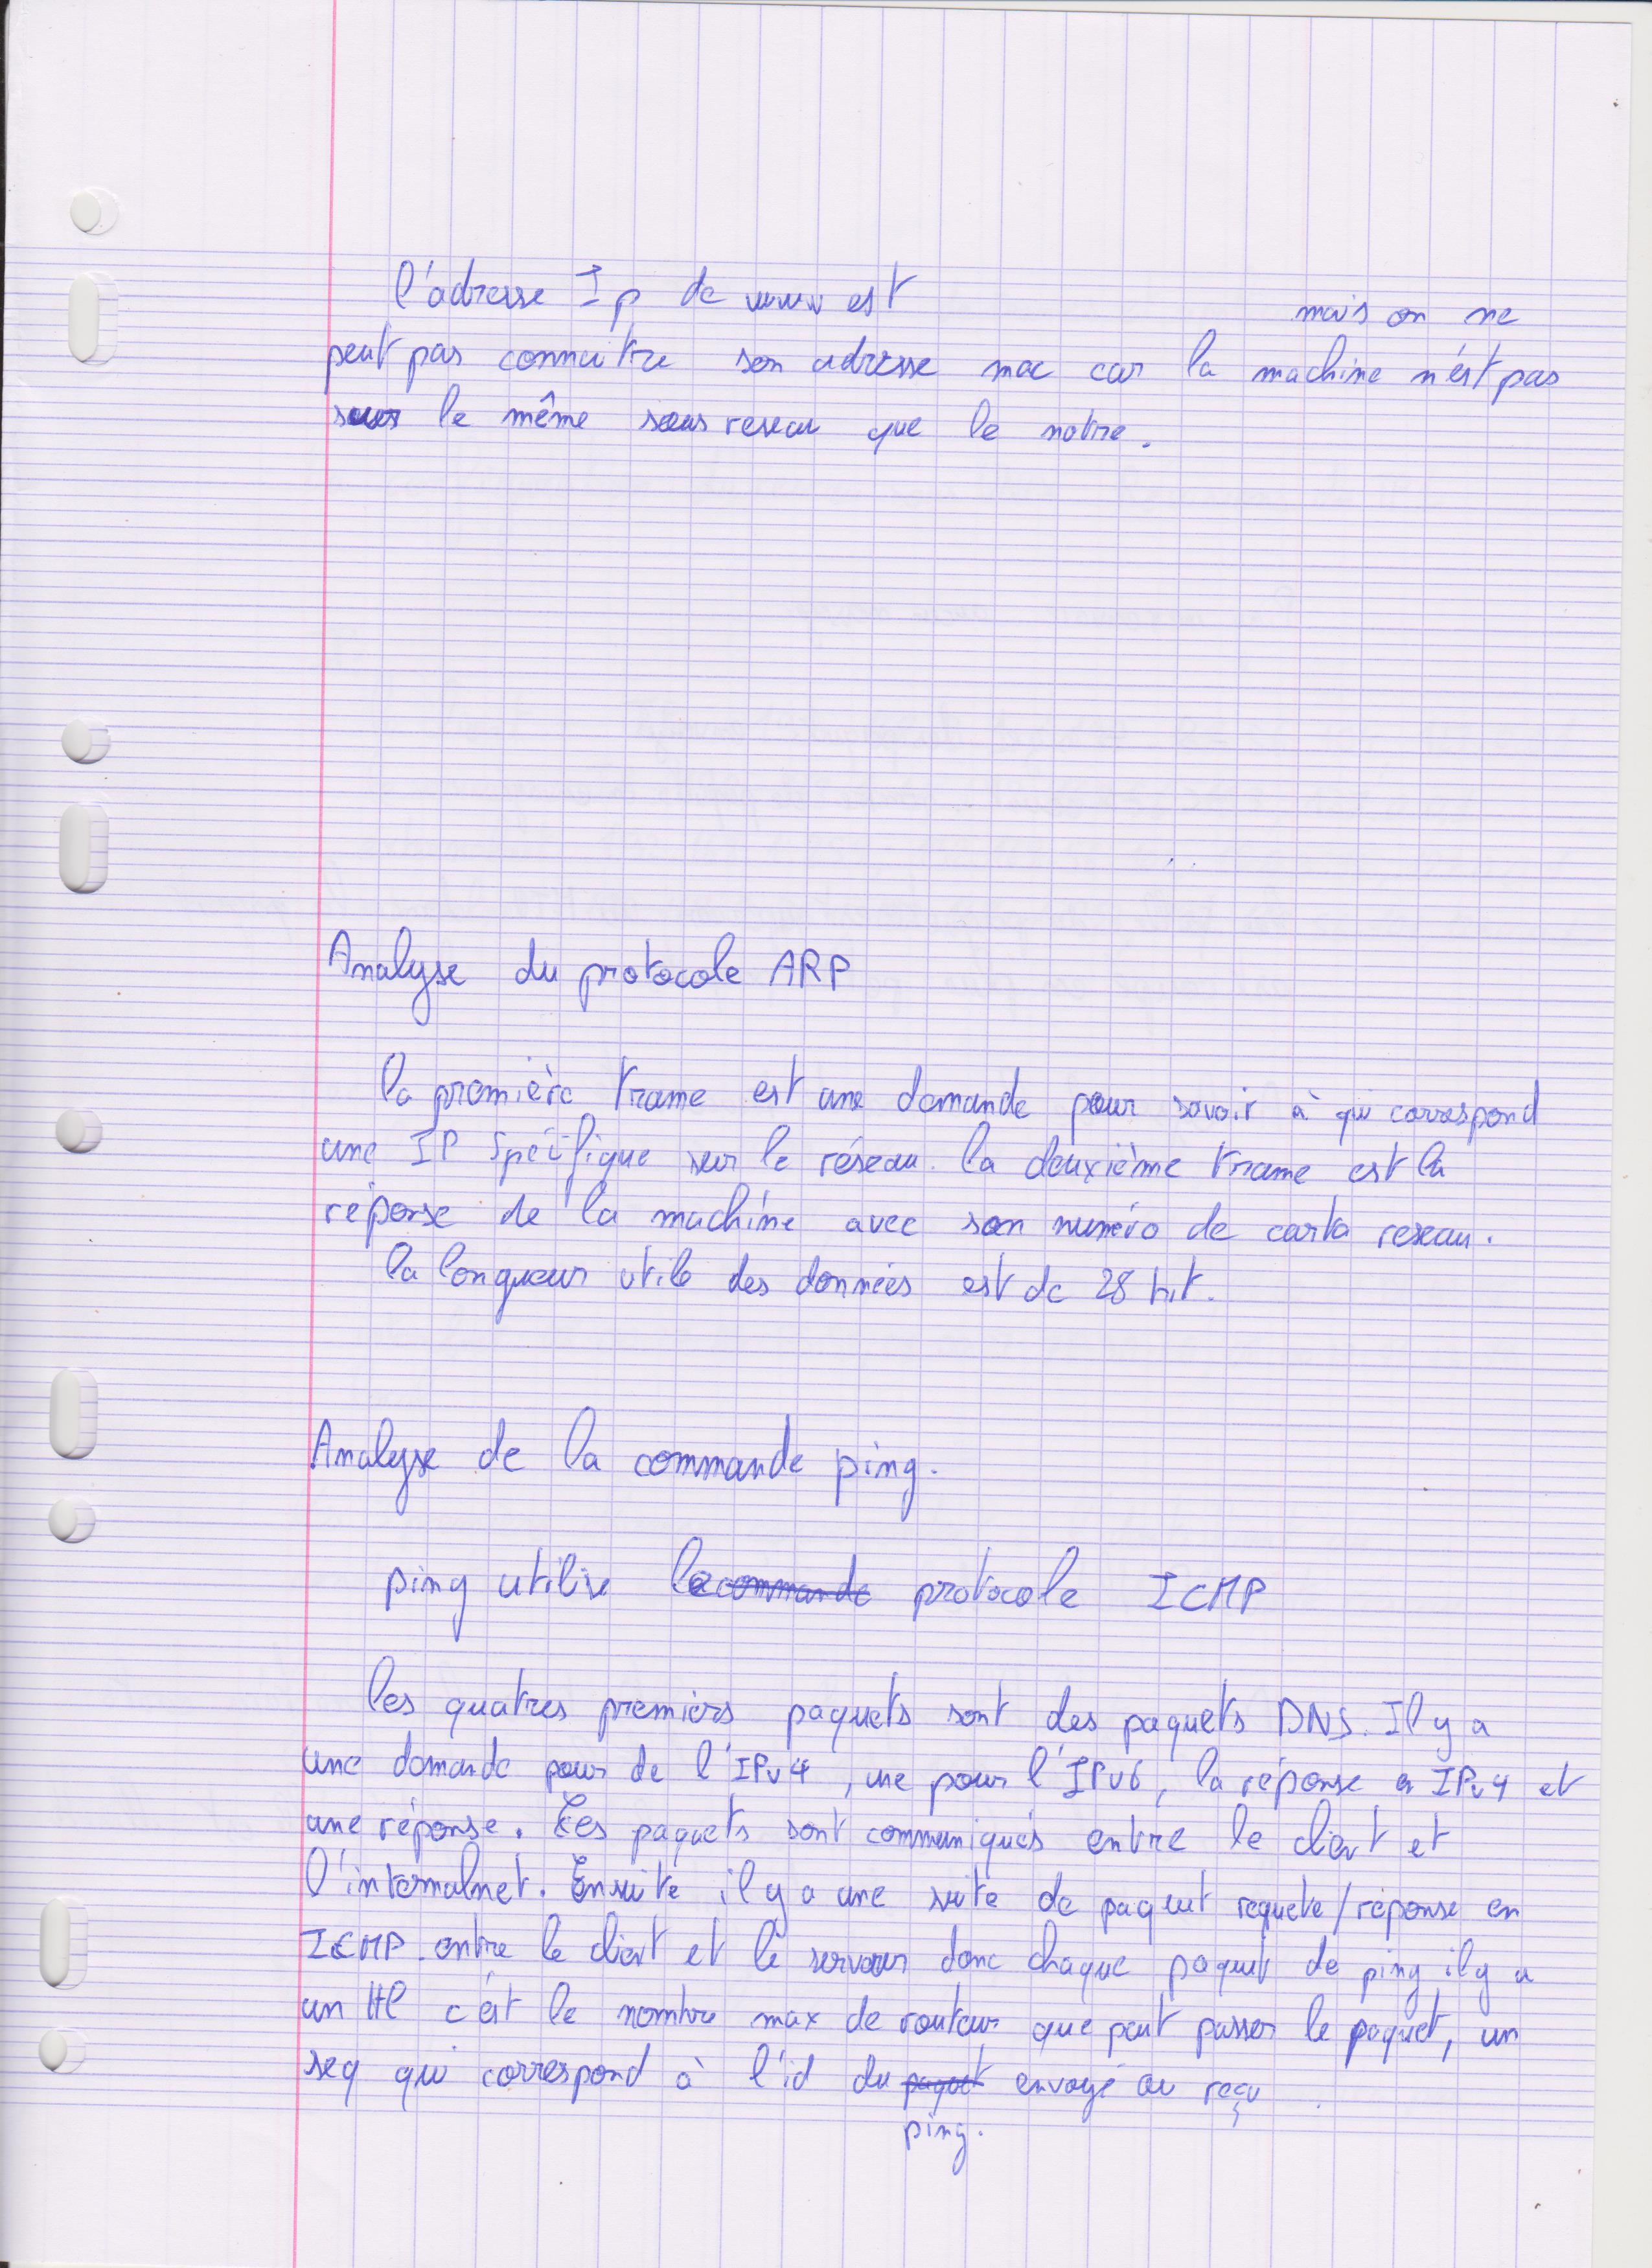 l'adresse Ip de www est mais on ne
peut pas connaitre son adresse mac car la machine n'est pas
sur le même sous reseau que le notre.
Analyse du protocole ARP
la première trame est une demande pour savoir à qui correspond
une IP spécifique sur le réseau. la deuxième trame est la
réponse de la machine avec son numéro de carte reseau.
la longueur utile des données est de 28 bit.
Analyse de la commande ping.
ping utilise le commande protocole ICMP
les quatres premièrs paquets sont des paquets DNS. Il y a
une demande pour de l'IPv4, une pour l'IPv6, la réponse en IPv4 et
une réponse. Les paquets sont communiqués entre le client et
l'internalnet. Ensuite il y a une suite de paquet requete/réponse en
ICMP entre le client et le serveur donc chaque paquet de ping il y a
un ttl c'est le nombre max de routeur que peut passer le paquet, un
seq qui correspond à l'id du paquet envoyé ou reçu
ping.